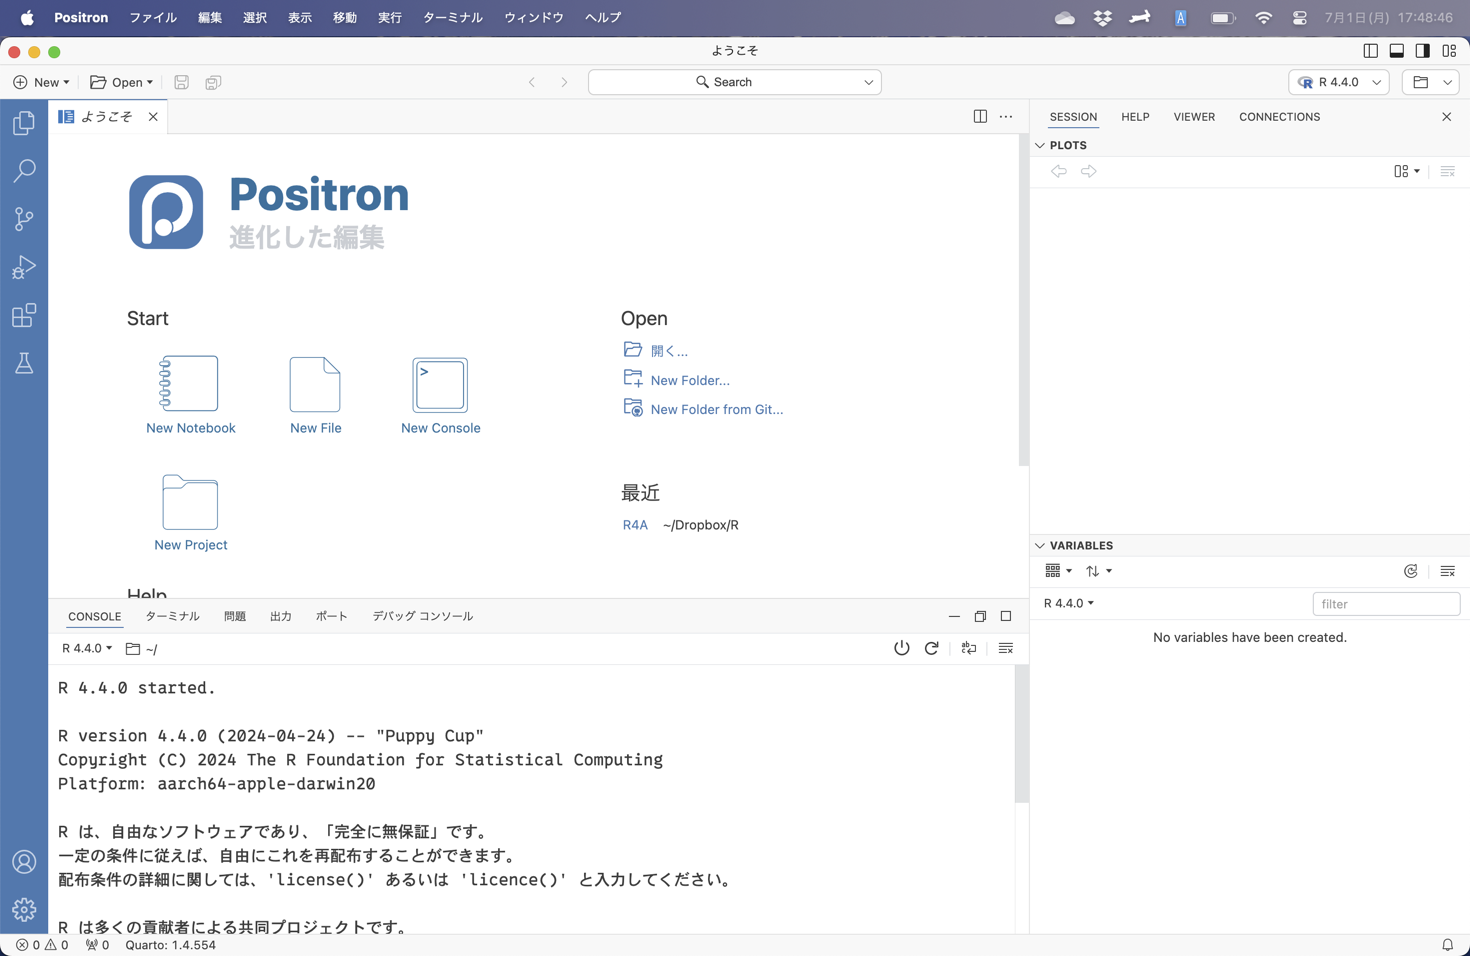 Positron ファイル 編集 選択 表示 移動 実行 ターミナル ウィンドウ ヘルプ A 7月1日(月) 17:48:46
ようこそ
New Open Search R 4.4.0
ようこそ
SESSION HELP VIEWER CONNECTIONS
PLOTS
Positron
進化した編集
Start
New Notebook New File New Console
New Project
Help
Open
開く...
New Folder...
New Folder from Git...
最近
R4A ~/Dropbox/R
VARIABLES
R 4.4.0 filter
No variables have been created.
CONSOLE ターミナル 問題 出力 ポート デバッグ コンソール
R 4.4.0 ~/
R 4.4.0 started.
R version 4.4.0 (2024-04-24) -- "Puppy Cup"
Copyright (C) 2024 The R Foundation for Statistical Computing
Platform: aarch64-apple-darwin20
R は、自由なソフトウェアであり、「完全に無保証」です。
一定の条件に従えば、自由にこれを再配布することができます。
配布条件の詳細に関しては、'license()' あるいは 'licence()' と入力してください。
R は多くの貢献者による共同プロジェクトです。
0 0 0 Quarto: 1.4.554